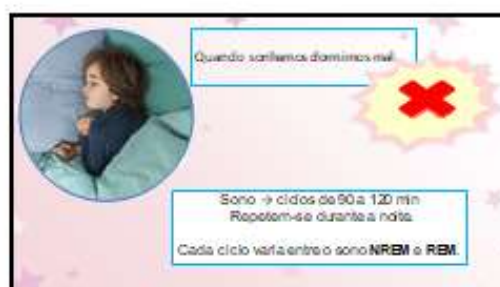 Quando sonhamos dormimos mal.
Sono → ciclos de 90 a 120 min
Repetem-se durante a noite.
Cada ciclo varia entre o sono NREM e REM.